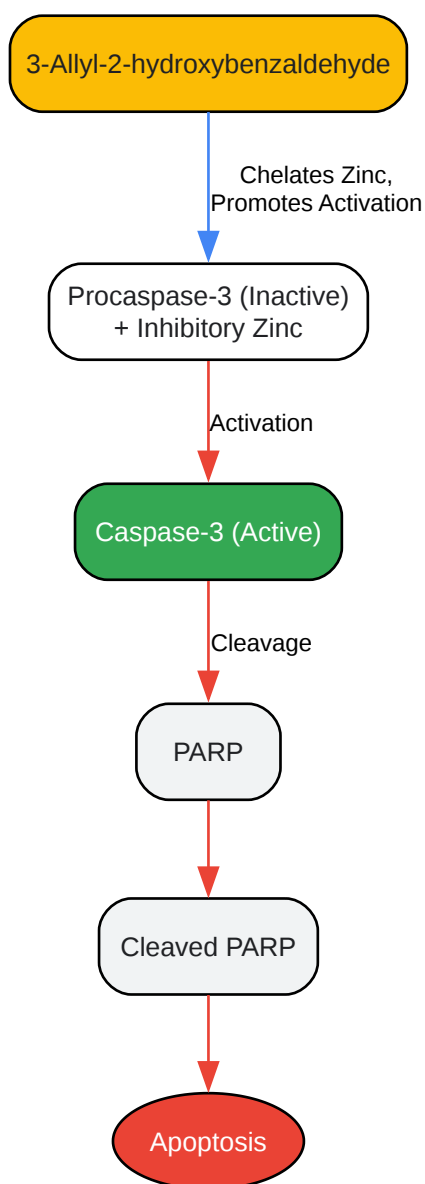 3-Allyl-2-hydroxybenzaldehyde
Chelates Zinc,
Promotes Activation
Procaspase-3 (Inactive)
+ Inhibitory Zinc
Activation
Caspase-3 (Active)
Cleavage
PARP
Cleaved PARP
Apoptosis